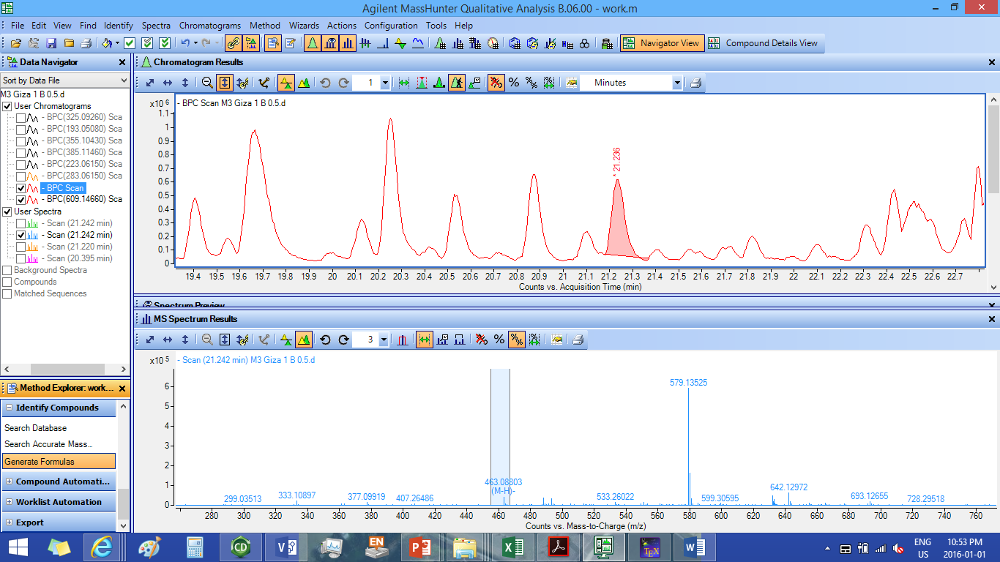 Agilent MassHunter Qualitative Analysis B.06.00 - work.m
File Edit View Find Identify Spectra Chromatograms Method Wizards Actions Configuration Tools Help
Navigator View Compound Details View
Data Navigator
Sort by Data File
M3 Giza 1 B 0.5.d
User Chromatograms
- BPC(325.09260) Sca
- BPC(193.05080) Sca
- BPC(355.10430) Sca
- BPC(385.11460) Sca
- BPC(223.06150) Sca
- BPC(283.06150) Sca
- BPC Scan
- BPC(609.14660) Sca
User Spectra
- Scan (21.242 min)
- Scan (21.242 min)
- Scan (21.220 min)
- Scan (20.395 min)
Background Spectra
Compounds
Matched Sequences
Method Explorer: work....
Identify Compounds
Search Database
Search Accurate Mass...
Generate Formulas
Compound Automati...
Worklist Automation
Export
Chromatogram Results
1 Minutes
x10 6
- BPC Scan M3 Giza 1 B 0.5.d
1.1
1
0.9
0.8
0.7
0.6
0.5
0.4
0.3
0.2
0.1
0
* 21.236
19.4 19.5 19.6 19.7 19.8 19.9 20 20.1 20.2 20.3 20.4 20.5 20.6 20.7 20.8 20.9 21 21.1 21.2 21.3 21.4 21.5 21.6 21.7 21.8 21.9 22 22.1 22.2 22.3 22.4 22.5 22.6 22.7
Counts vs. Acquisition Time (min)
Spectrum Preview
MS Spectrum Results
3
x10 5
- Scan (21.242 min) M3 Giza 1 B 0.5.d
6
5
4
3
2
1
0
579.13525
463.08803
(M-H)-
642.12972
299.03513 333.10897 377.09919 407.26486 533.26022 599.30595 693.12655 728.29518
280 300 320 340 360 380 400 420 440 460 480 500 520 540 560 580 600 620 640 660 680 700 720 740 760
Counts vs. Mass-to-Charge (m/z)
CD
EN
TEX
ENG
US
10:53 PM
2016-01-01